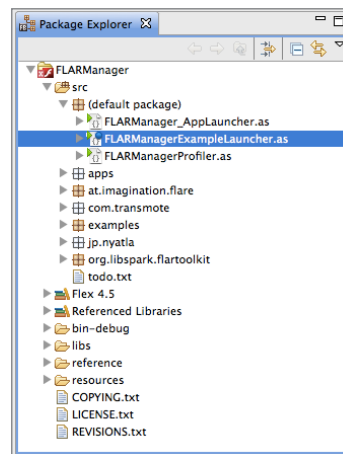 Package Explorer
FLARManager
src
(default package)
FLARManager_AppLauncher.as
FLARManagerExampleLauncher.as
FLARManagerProfiler.as
apps
at.imagination.flare
com.transmote
examples
jp.nyatla
org.libspark.flartoolkit
todo.txt
Flex 4.5
Referenced Libraries
bin-debug
libs
reference
resources
COPYING.txt
LICENSE.txt
REVISIONS.txt